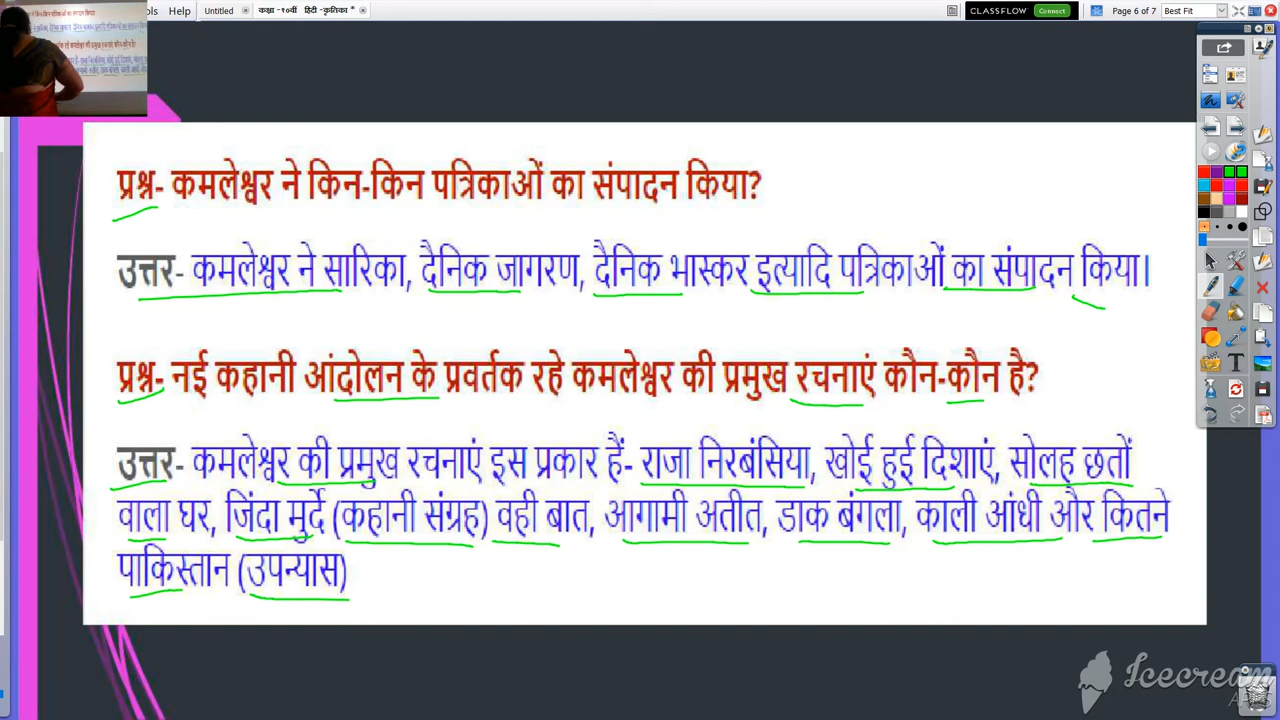 ols Help Untitled कक्षा -१०वीं हिंदी -कृतिका * CLASSFLOW Connect Page 6 of 7 Best Fit
प्रश्न- कमलेश्वर ने किन-किन पत्रिकाओं का संपादन किया?
उत्तर- कमलेश्वर ने सारिका, दैनिक जागरण, दैनिक भास्कर इत्यादि पत्रिकाओं का संपादन किया।
प्रश्न- नई कहानी आंदोलन के प्रवर्तक रहे कमलेश्वर की प्रमुख रचनाएं कौन-कौन है?
उत्तर- कमलेश्वर की प्रमुख रचनाएं इस प्रकार हैं- राजा निरबंसिया, खोई हुई दिशाएं, सोलह छतों
वाला घर, जिंदा मुर्दे (कहानी संग्रह) वही बात, आगामी अतीत, डाक बंगला, काली आंधी और कितने
पाकिस्तान (उपन्यास)
Icecream
APPS